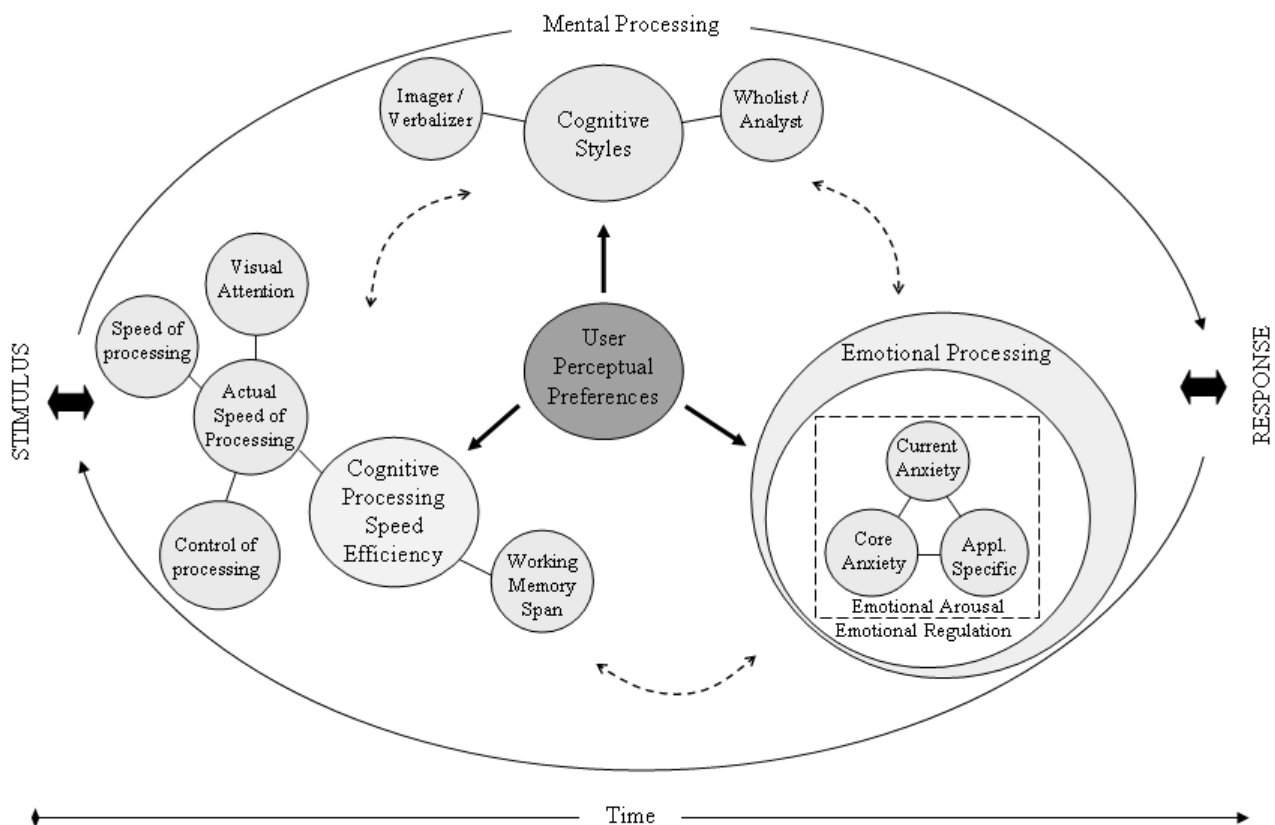 Mental Processing
Imager /
Verbalizer
Cognitive
Styles
Wholist /
Analyst
Visual
Attention
Speed of
processing
Actual
Speed of
Processing
Control of
processing
Cognitive
Processing
Speed
Efficiency
Working
Memory
Span
User
Perceptual
Preferences
Emotional Processing
Current
Anxiety
Core
Anxiety
Appl.
Specific
Emotional Arousal
Emotional Regulation
STIMULUS
RESPONSE
Time